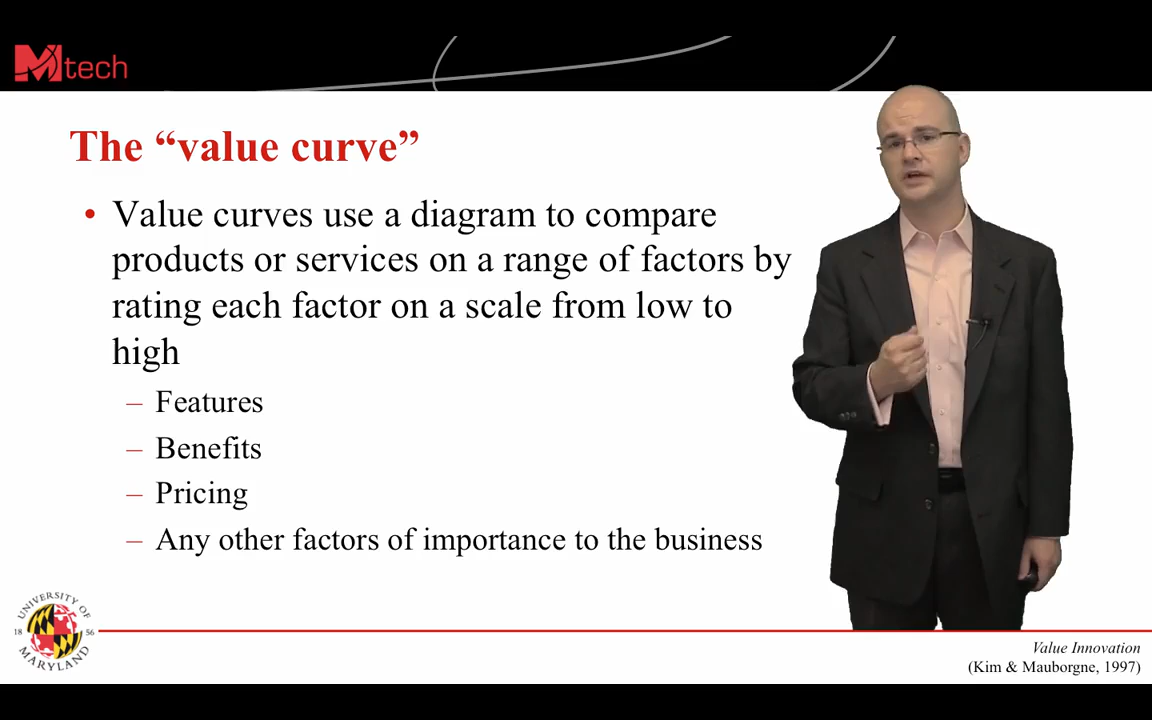 Mtech
The “value curve”
• Value curves use a diagram to compare
products or services on a range of factors by
rating each factor on a scale from low to
high
– Features
– Benefits
– Pricing
– Any other factors of importance to the business
UNIVERSITY OF
18 56
MARYLAND
Value Innovation
(Kim & Mauborgne, 1997)